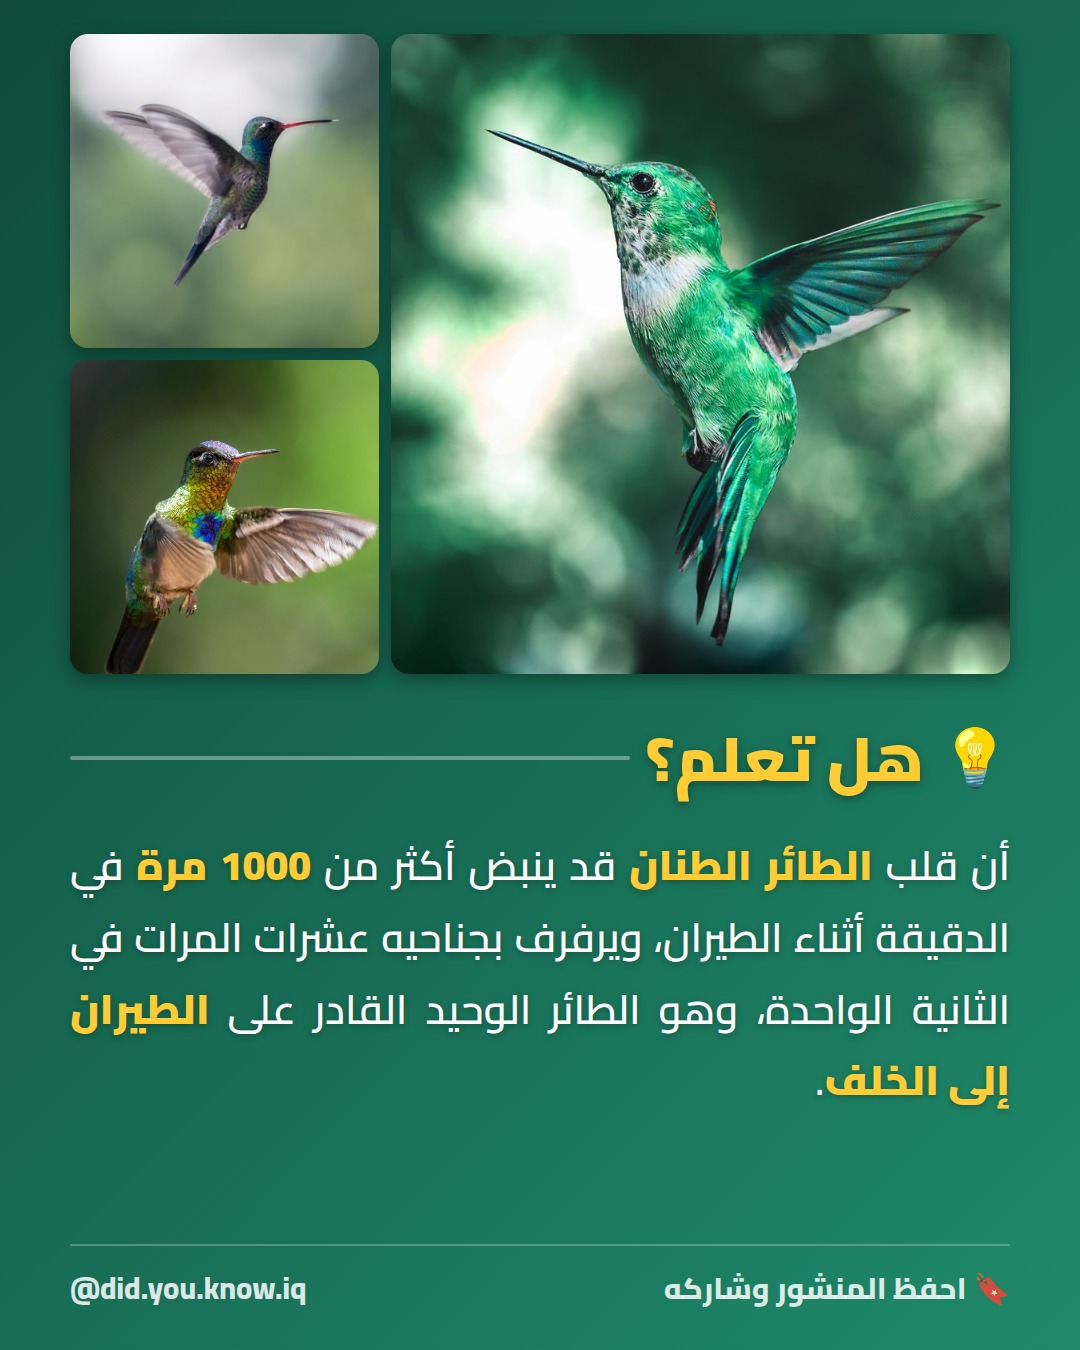 هل تعلم؟
أن قلب الطائر الطنان قد ينبض أكثر من 1000 مرة في
الدقيقة أثناء الطيران، ويرفرف بجناحيه عشرات المرات في
الثانية الواحدة، وهو الطائر الوحيد القادر على الطيران
إلى الخلف.
احفظ المنشور وشاركه
@did.you.know.iq